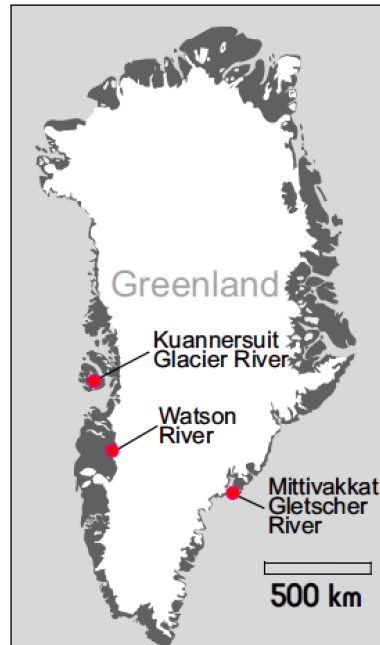 Greenland
Kuannersuit
Glacier River
Watson
River
Mittivakkat
Gletscher
River
500 km